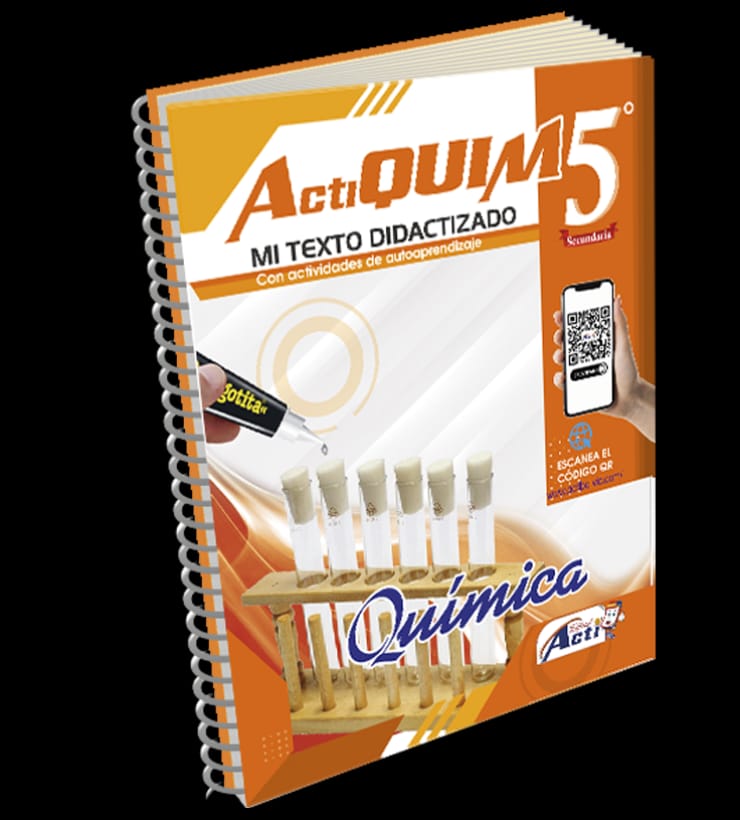 ActiQUIM 5°
Secundaria
MI TEXTO DIDACTIZADO
Con actividades de autoaprendizaje
gotita
ESCANEA EL
CÓDIGO QR
Química
Acti